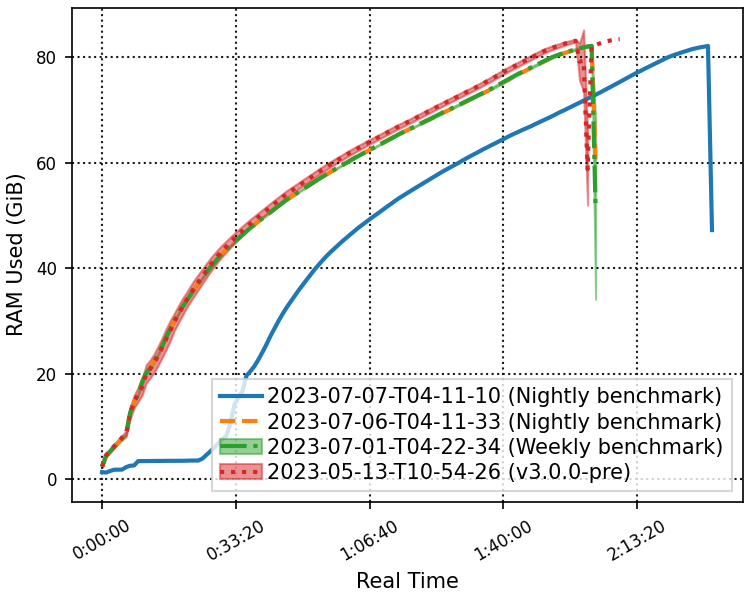 80
60
40
20
0
RAM Used (GiB)
2023-07-07-T04-11-10 (Nightly benchmark)
2023-07-06-T04-11-33 (Nightly benchmark)
2023-07-01-T04-22-34 (Weekly benchmark)
2023-05-13-T10-54-26 (v3.0.0-pre)
0:00:00
0:33:20
1:06:40
1:40:00
2:13:20
Real Time